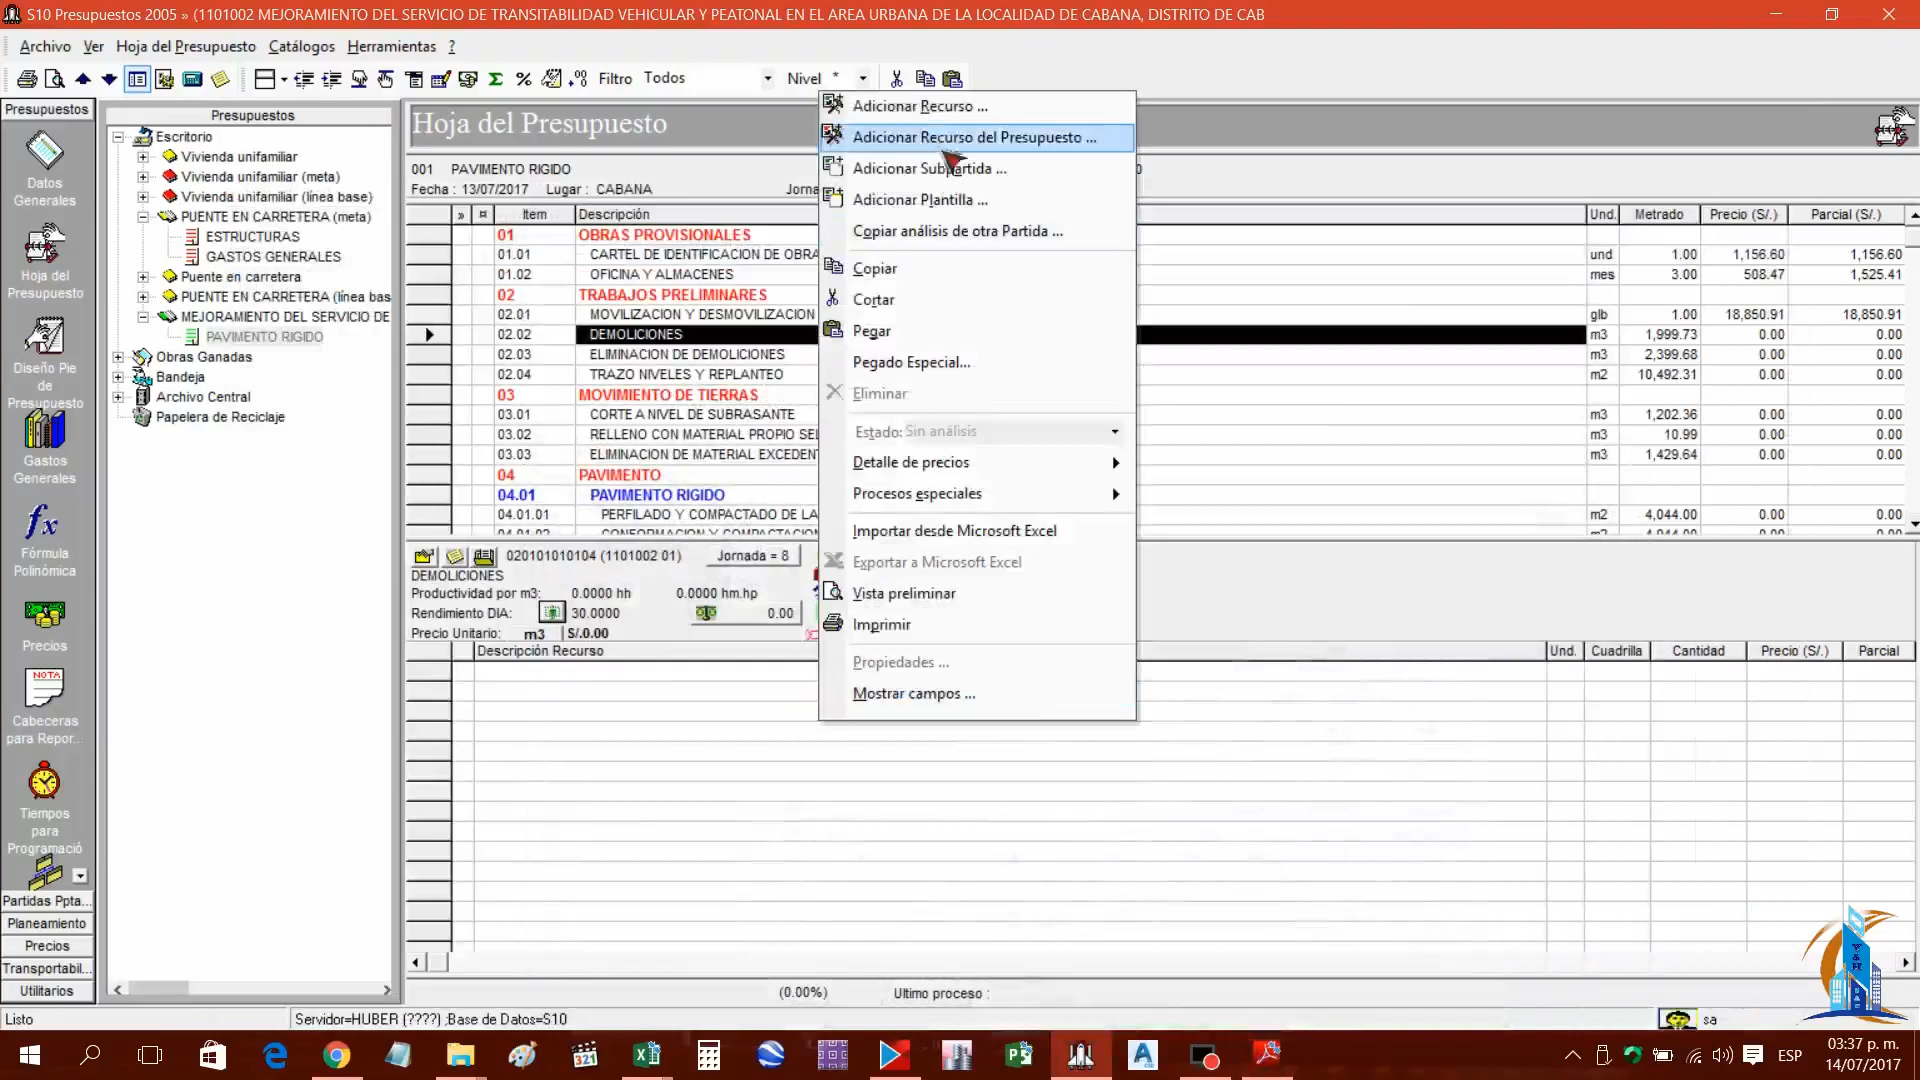 S10 Presupuestos 2005 » (1101002 MEJORAMIENTO DEL SERVICIO DE TRANSITABILIDAD VEHICULAR Y PEATONAL EN EL AREA URBANA DE LA LOCALIDAD DE CABANA, DISTRITO DE CAB
Archivo Ver Hoja del Presupuesto Catálogos Herramientas ?
Filtro Todos Nivel *
Presupuestos
Datos Generales
Hoja del Presupuesto
Diseño Pie de Presupuesto
Gastos Generales
fx
Fórmula Polinómica
Precios
NOTA
Cabeceras para Repor...
Tiempos para Programació
Partidas Ppta...
Planeamiento
Precios
Transportabil...
Utilitarios
Presupuestos
Escritorio
Vivienda unifamiliar
Vivienda unifamiliar (meta)
Vivienda unifamiliar (línea base)
PUENTE EN CARRETERA (meta)
ESTRUCTURAS
GASTOS GENERALES
Puente en carretera
PUENTE EN CARRETERA (línea bas
MEJORAMIENTO DEL SERVICIO DE
PAVIMENTO RIGIDO
Obras Ganadas
Bandeja
Archivo Central
Papelera de Reciclaje
Hoja del Presupuesto
001 PAVIMENTO RIGIDO
Fecha : 13/07/2017 Lugar : CABANA Jorna
» ¤ Item Descripción Und. Metrado Precio (S/.) Parcial (S/.)
01 OBRAS PROVISIONALES
01.01 CARTEL DE IDENTIFICACION DE OBRA und 1.00 1,156.60 1,156.60
01.02 OFICINA Y ALMACENES mes 3.00 508.47 1,525.41
02 TRABAJOS PRELIMINARES
02.01 MOVILIZACION Y DESMOVILIZACION glb 1.00 18,850.91 18,850.91
02.02 DEMOLICIONES m3 1,999.73 0.00 0.00
02.03 ELIMINACION DE DEMOLICIONES m3 2,399.68 0.00 0.00
02.04 TRAZO NIVELES Y REPLANTEO m2 10,492.31 0.00 0.00
03 MOVIMIENTO DE TIERRAS
03.01 CORTE A NIVEL DE SUBRASANTE m3 1,202.36 0.00 0.00
03.02 RELLENO CON MATERIAL PROPIO SEL m3 10.99 0.00 0.00
03.03 ELIMINACION DE MATERIAL EXCEDENT m3 1,429.64 0.00 0.00
04 PAVIMENTO
04.01 PAVIMENTO RIGIDO
04.01.01 PERFILADO Y COMPACTADO DE LA m2 4,044.00 0.00 0.00
Adicionar Recurso ...
Adicionar Recurso del Presupuesto ...
Adicionar Subpartida ...
Adicionar Plantilla ...
Copiar análisis de otra Partida ...
Copiar
Cortar
Pegar
Pegado Especial...
Eliminar
Estado: Sin análisis
Detalle de precios
Procesos especiales
Importar desde Microsoft Excel
Exportar a Microsoft Excel
Vista preliminar
Imprimir
Propiedades ...
Mostrar campos ...
020101010104 (1101002 01) Jornada = 8
DEMOLICIONES
Productividad por m3: 0.0000 hh 0.0000 hm.hp
Rendimiento DIA: 30.0000 0.00
Precio Unitario: m3 S/.0.00
Descripción Recurso Und. Cuadrilla Cantidad Precio (S/.) Parcial
(0.00%) Ultimo proceso :
Listo Servidor=HUBER (????) ;Base de Datos=S10 sa
ESP
03:37 p. m.
14/07/2017